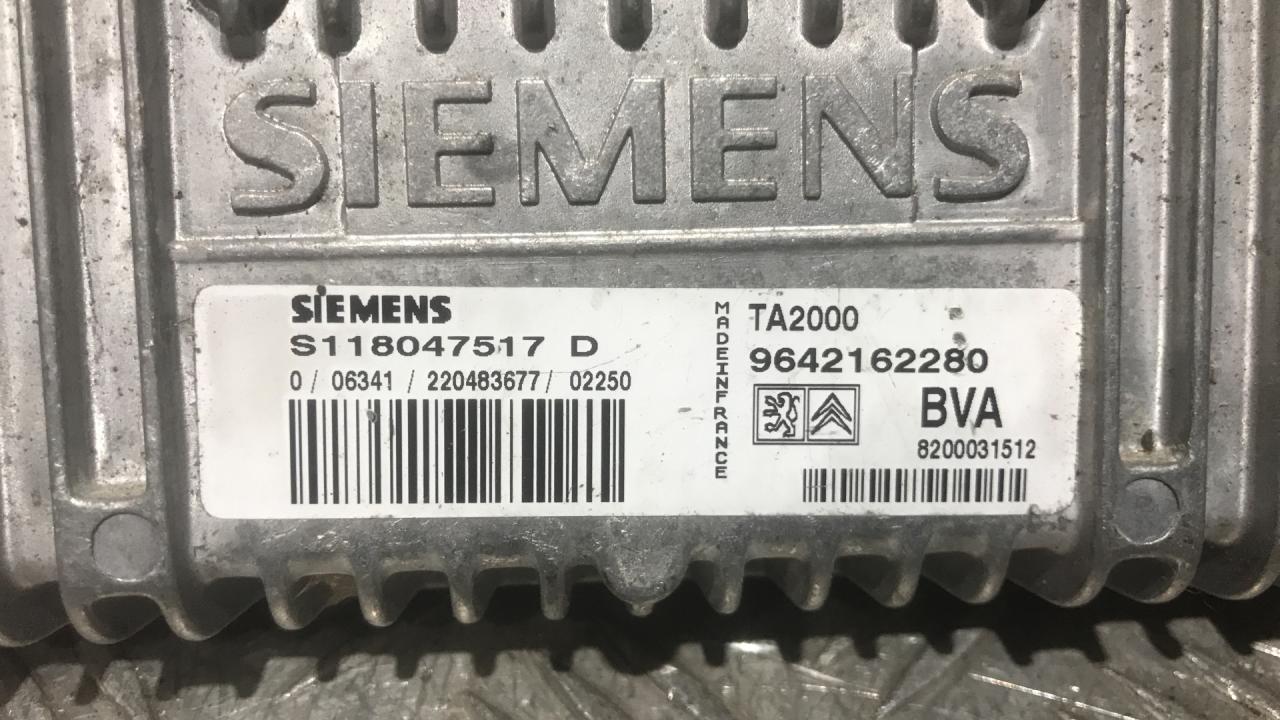 SIEMENS
SIEMENS
S118047517 D
0 / 06341 / 220483677 / 02250
MADEINFRANCE
TA2000
9642162280
BVA
8200031512